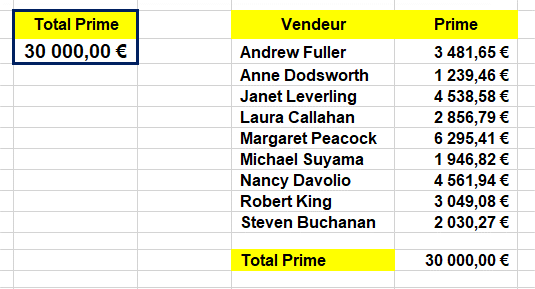 Total Prime
30 000,00 €
Vendeur Prime
Andrew Fuller 3 481,65 €
Anne Dodsworth 1 239,46 €
Janet Leverling 4 538,58 €
Laura Callahan 2 856,79 €
Margaret Peacock 6 295,41 €
Michael Suyama 1 946,82 €
Nancy Davolio 4 561,94 €
Robert King 3 049,08 €
Steven Buchanan 2 030,27 €
Total Prime 30 000,00 €